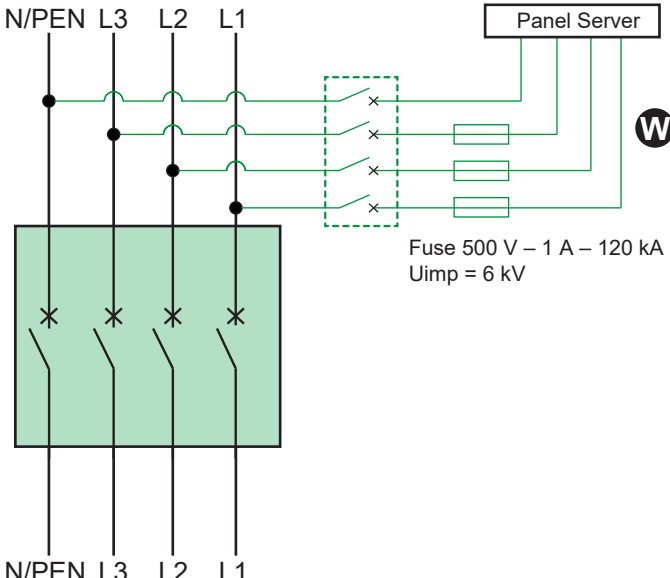 N/PEN L3 L2 L1
Panel Server
W
Fuse 500 V – 1 A – 120 kA
Uimp = 6 kV
N/PEN L3 L2 L1